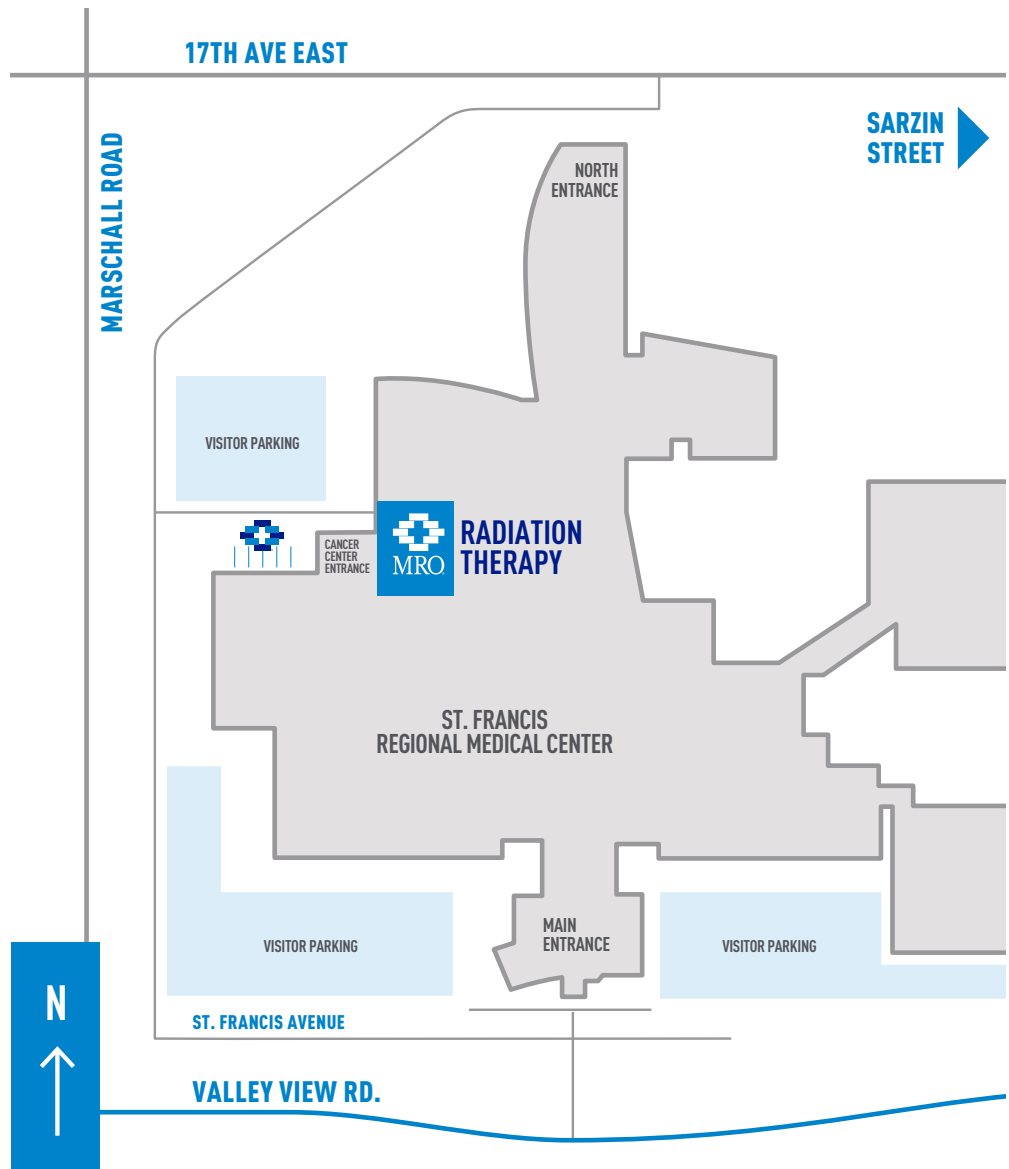 17TH AVE EAST
SARZIN
STREET
MARSCHALL ROAD
NORTH
ENTRANCE
VISITOR PARKING
CANCER
CENTER
ENTRANCE
MRO
RADIATION
THERAPY
ST. FRANCIS
REGIONAL MEDICAL CENTER
MAIN
ENTRANCE
VISITOR PARKING
VISITOR PARKING
N
ST. FRANCIS AVENUE
VALLEY VIEW RD.